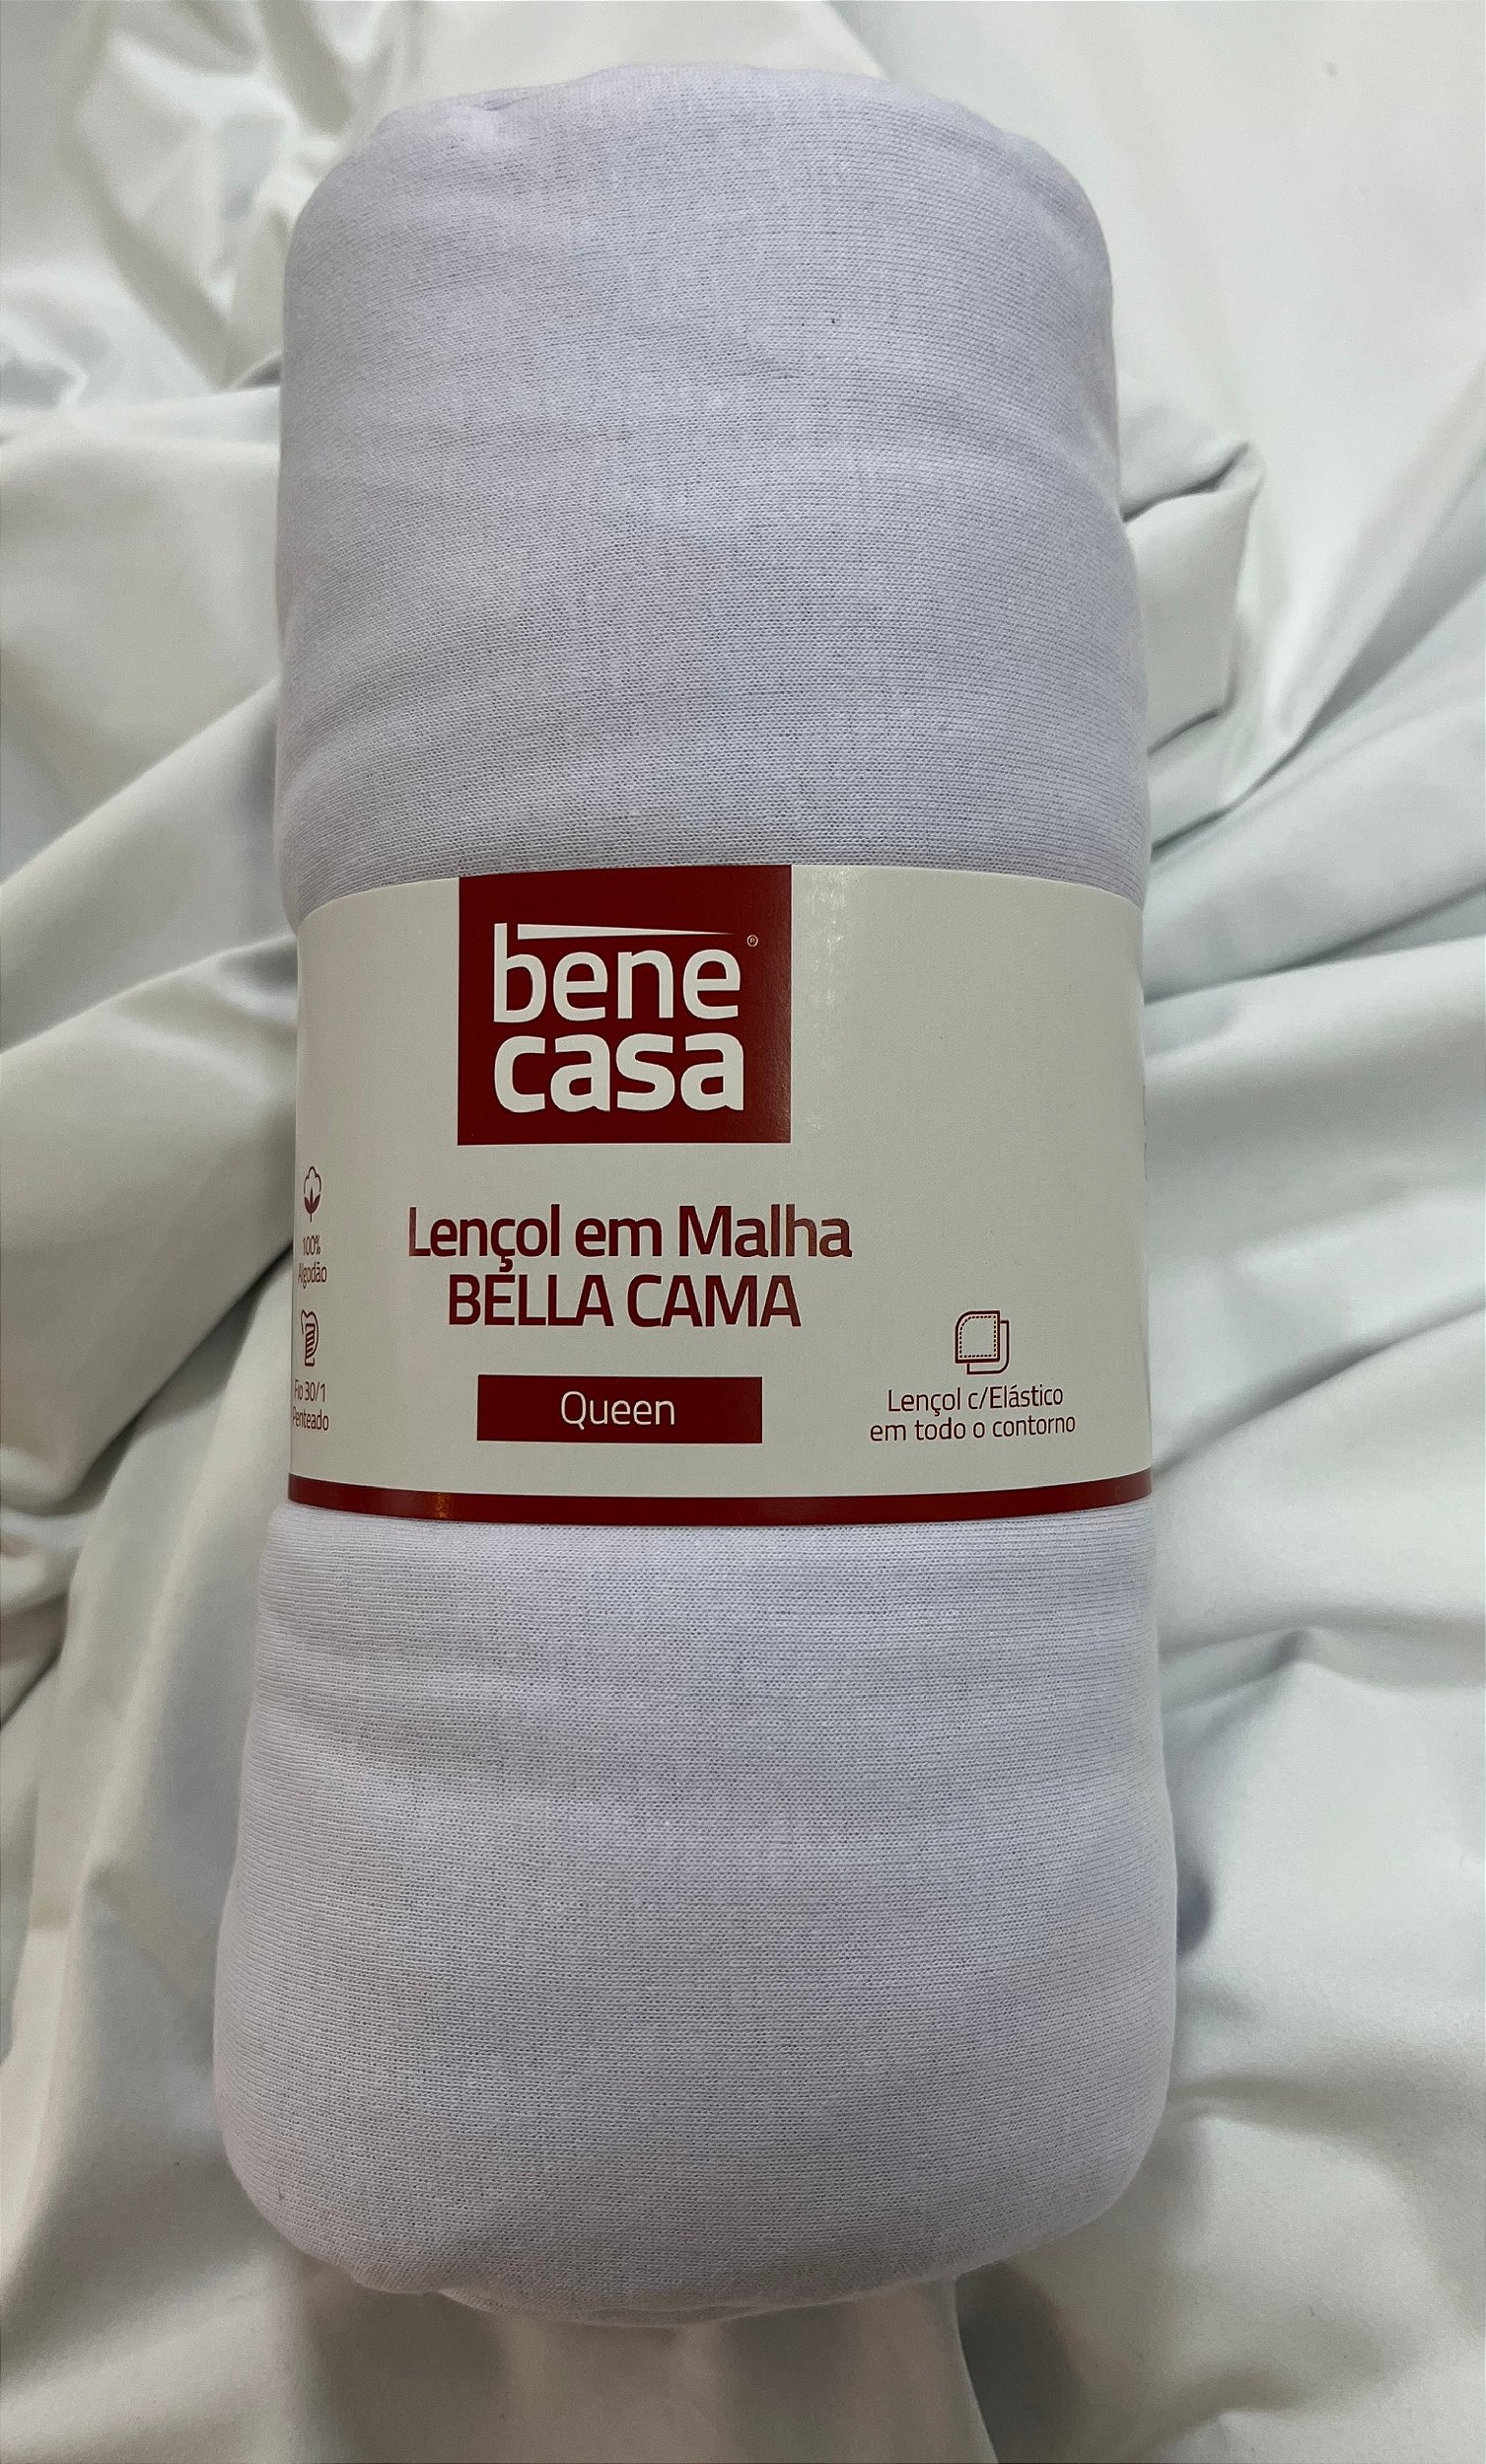 bene
casa
Lençol em Malha
BELLA CAMA
Queen
100%
Algodão
Fio 30/1
Penteado
Lençol c/Elástico
em todo o contorno